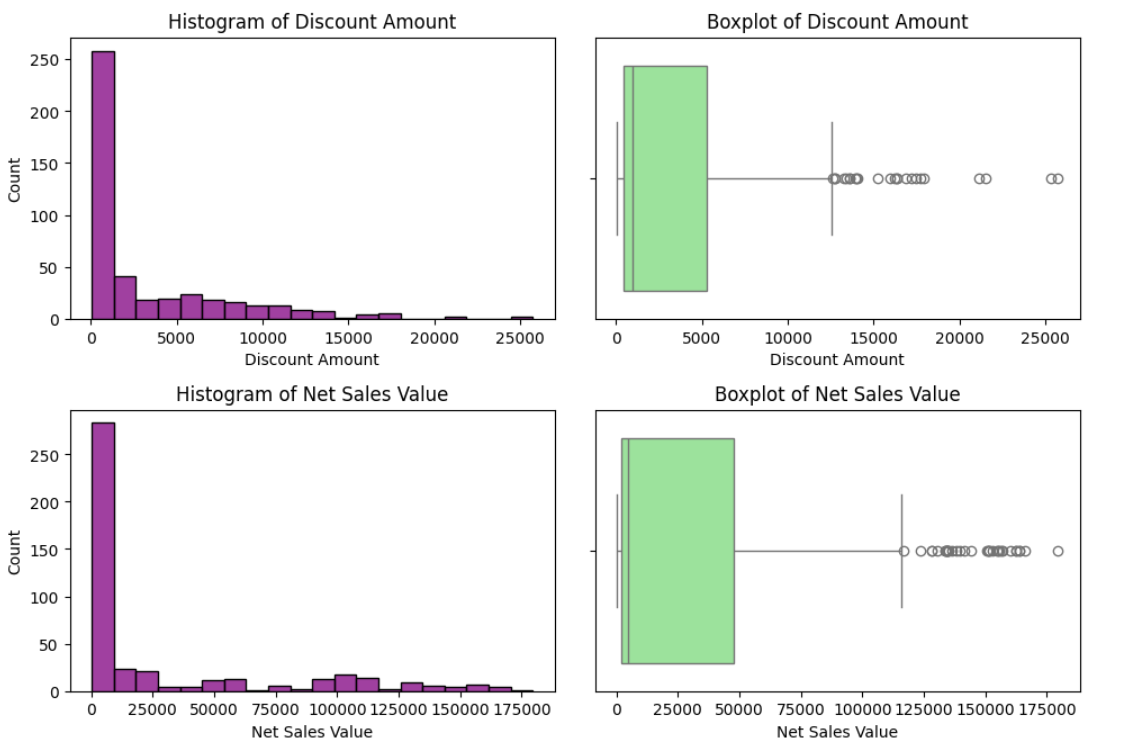 Histogram of Discount Amount
Boxplot of Discount Amount
250
200
150
100
50
0
Count
0 5000 10000 15000 20000 25000
Discount Amount
0 5000 10000 15000 20000 25000
Discount Amount
Histogram of Net Sales Value
Boxplot of Net Sales Value
250
200
150
100
50
0
Count
0 25000 50000 75000 100000 125000 150000 175000
Net Sales Value
0 25000 50000 75000 100000 125000 150000 175000
Net Sales Value